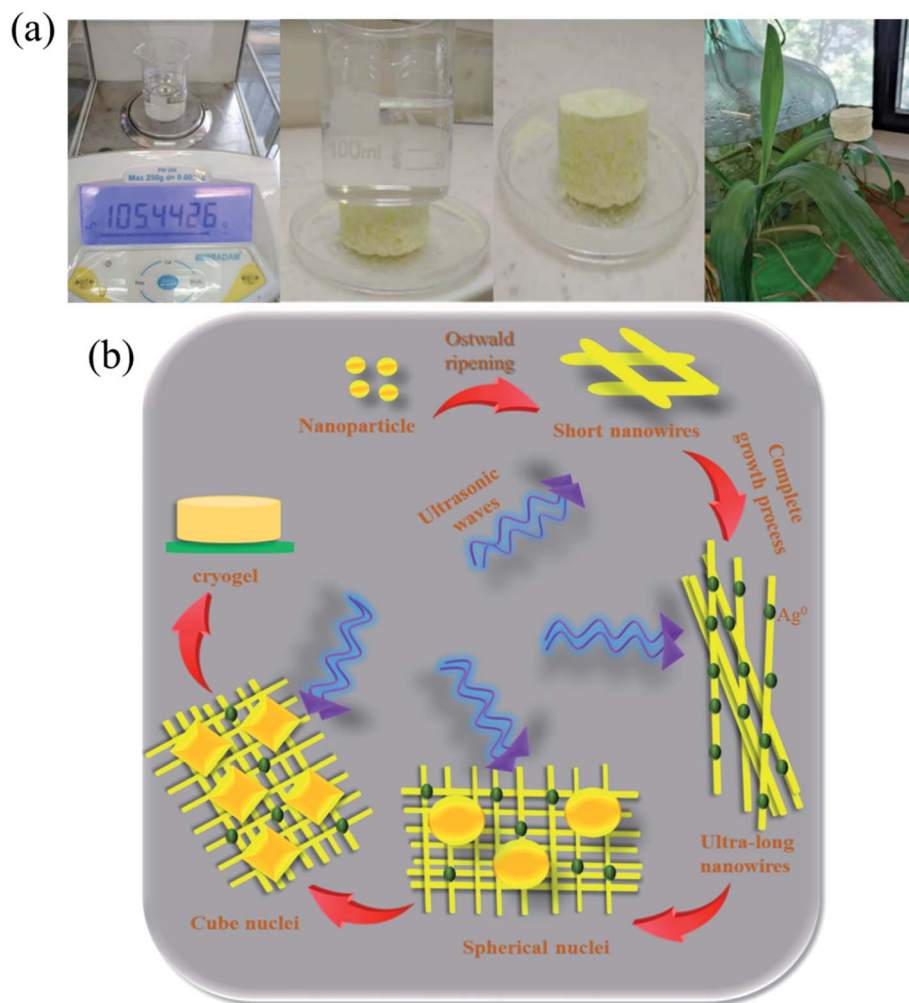 (a)
Max 250g d= 0.00
105.4426 g
100ml
(b)
Ostwald
ripening
Nanoparticle
Short nanowires
Complete
growth process
Ultrasonic
waves
cryogel
Ag⁰
Ultra-long
nanowires
Cube nuclei
Spherical nuclei